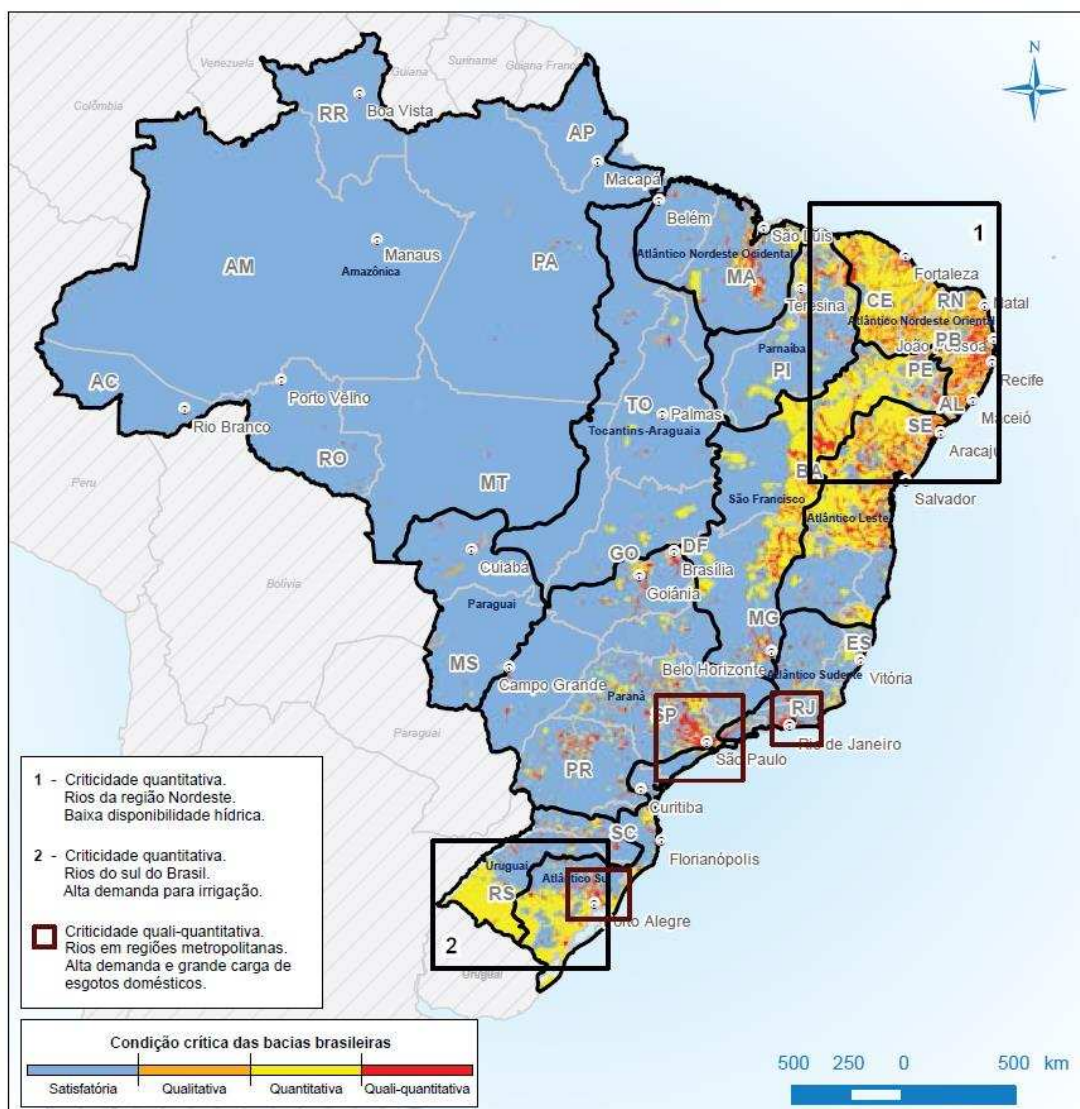 N
Venezuela
Guiana
Suriname
Guiana Fran
Colômbia
RR
Boa Vista
AP
Macapá
Belém
São Luís
1
Atlântico Nordeste Ocidental
Fortaleza
AM
Manaus
Amazônica
PA
MA
Teresina
CE
RN
Natal
Atlântico Nordeste Oriental
Parnaíba
João Pessoa
PB
PI
PE
Recife
AC
Porto Velho
TO
Palmas
AL
Maceió
Rio Branco
Tocantins-Araguaia
SE
Aracaju
RO
MT
BA
São Francisco
Salvador
Peru
Atlântico Leste
GO
DF
Cuiabá
Brasília
Goiânia
Bolívia
Paraguai
MG
MS
ES
Belo Horizonte
Atlântico Sudeste
Vitória
Campo Grande
Paraná
SP
RJ
Rio de Janeiro
São Paulo
Paraguai
PR
Curitiba
SC
Florianópolis
Uruguai
Atlântico Su
RS
Porto Alegre
2
Uruguai
1 - Criticidade quantitativa.
Rios da região Nordeste.
Baixa disponibilidade hídrica.
2 - Criticidade quantitativa.
Rios do sul do Brasil.
Alta demanda para irrigação.
Criticidade quali-quantitativa.
Rios em regiões metropolitanas.
Alta demanda e grande carga de
esgotos domésticos.
Condição crítica das bacias brasileiras
Satisfatória Qualitativa Quantitativa Quali-quantitativa
500 250 0 500 km